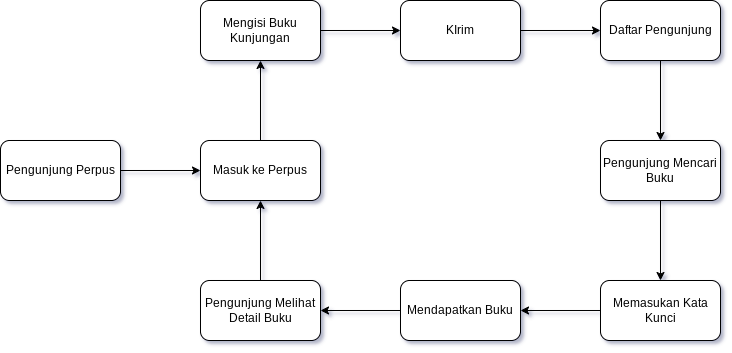 Mengisi Buku
Kunjungan
KIrim
Daftar Pengunjung
Pengunjung Perpus
Masuk ke Perpus
Pengunjung Mencari
Buku
Pengunjung Melihat
Detail Buku
Mendapatkan Buku
Memasukan Kata
Kunci